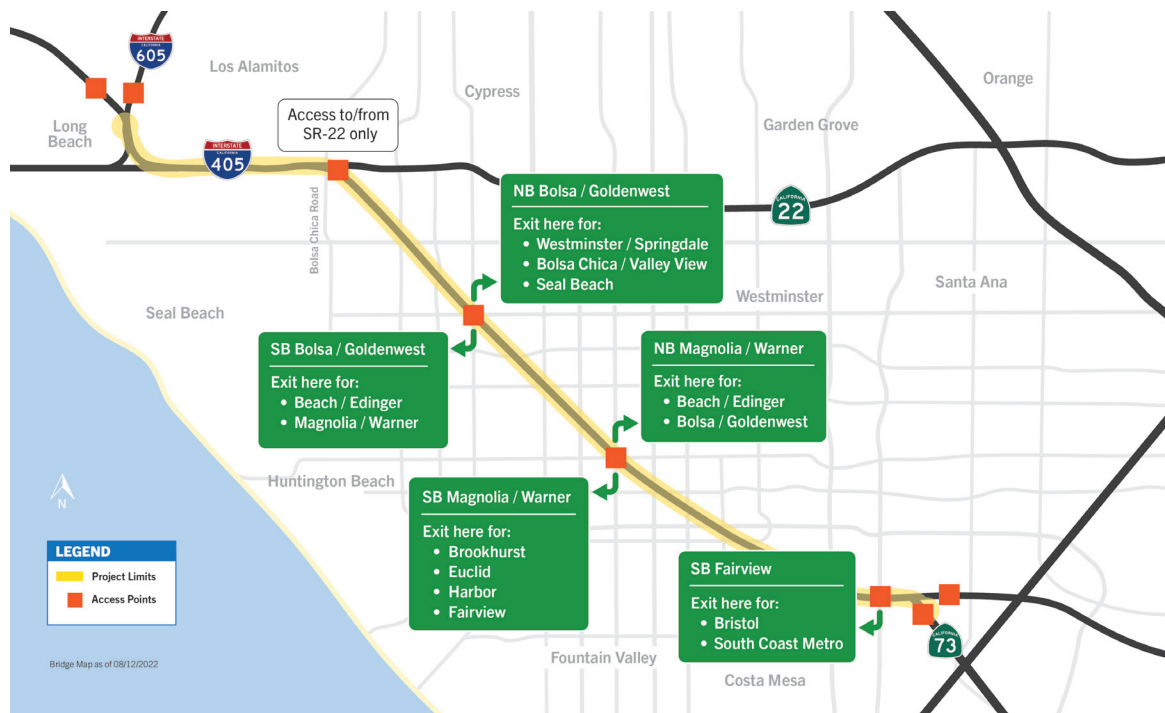 INTERSTATE
CALIFORNIA
605
Los Alamitos
Orange
Cypress
Access to/from
SR-22 only
Long
Beach
Garden Grove
INTERSTATE
CALIFORNIA
405
Bolsa Chica Road
NB Bolsa / Goldenwest
Exit here for:
• Westminster / Springdale
• Bolsa Chica / Valley View
• Seal Beach
CALIFORNIA
22
Santa Ana
Westminster
Seal Beach
SB Bolsa / Goldenwest
Exit here for:
• Beach / Edinger
• Magnolia / Warner
NB Magnolia / Warner
Exit here for:
• Beach / Edinger
• Bolsa / Goldenwest
Huntington Beach
N
SB Magnolia / Warner
Exit here for:
• Brookhurst
• Euclid
• Harbor
• Fairview
LEGEND
Project Limits
Access Points
SB Fairview
Exit here for:
• Bristol
• South Coast Metro
CALIFORNIA
73
Fountain Valley
Costa Mesa
Bridge Map as of 08/12/2022